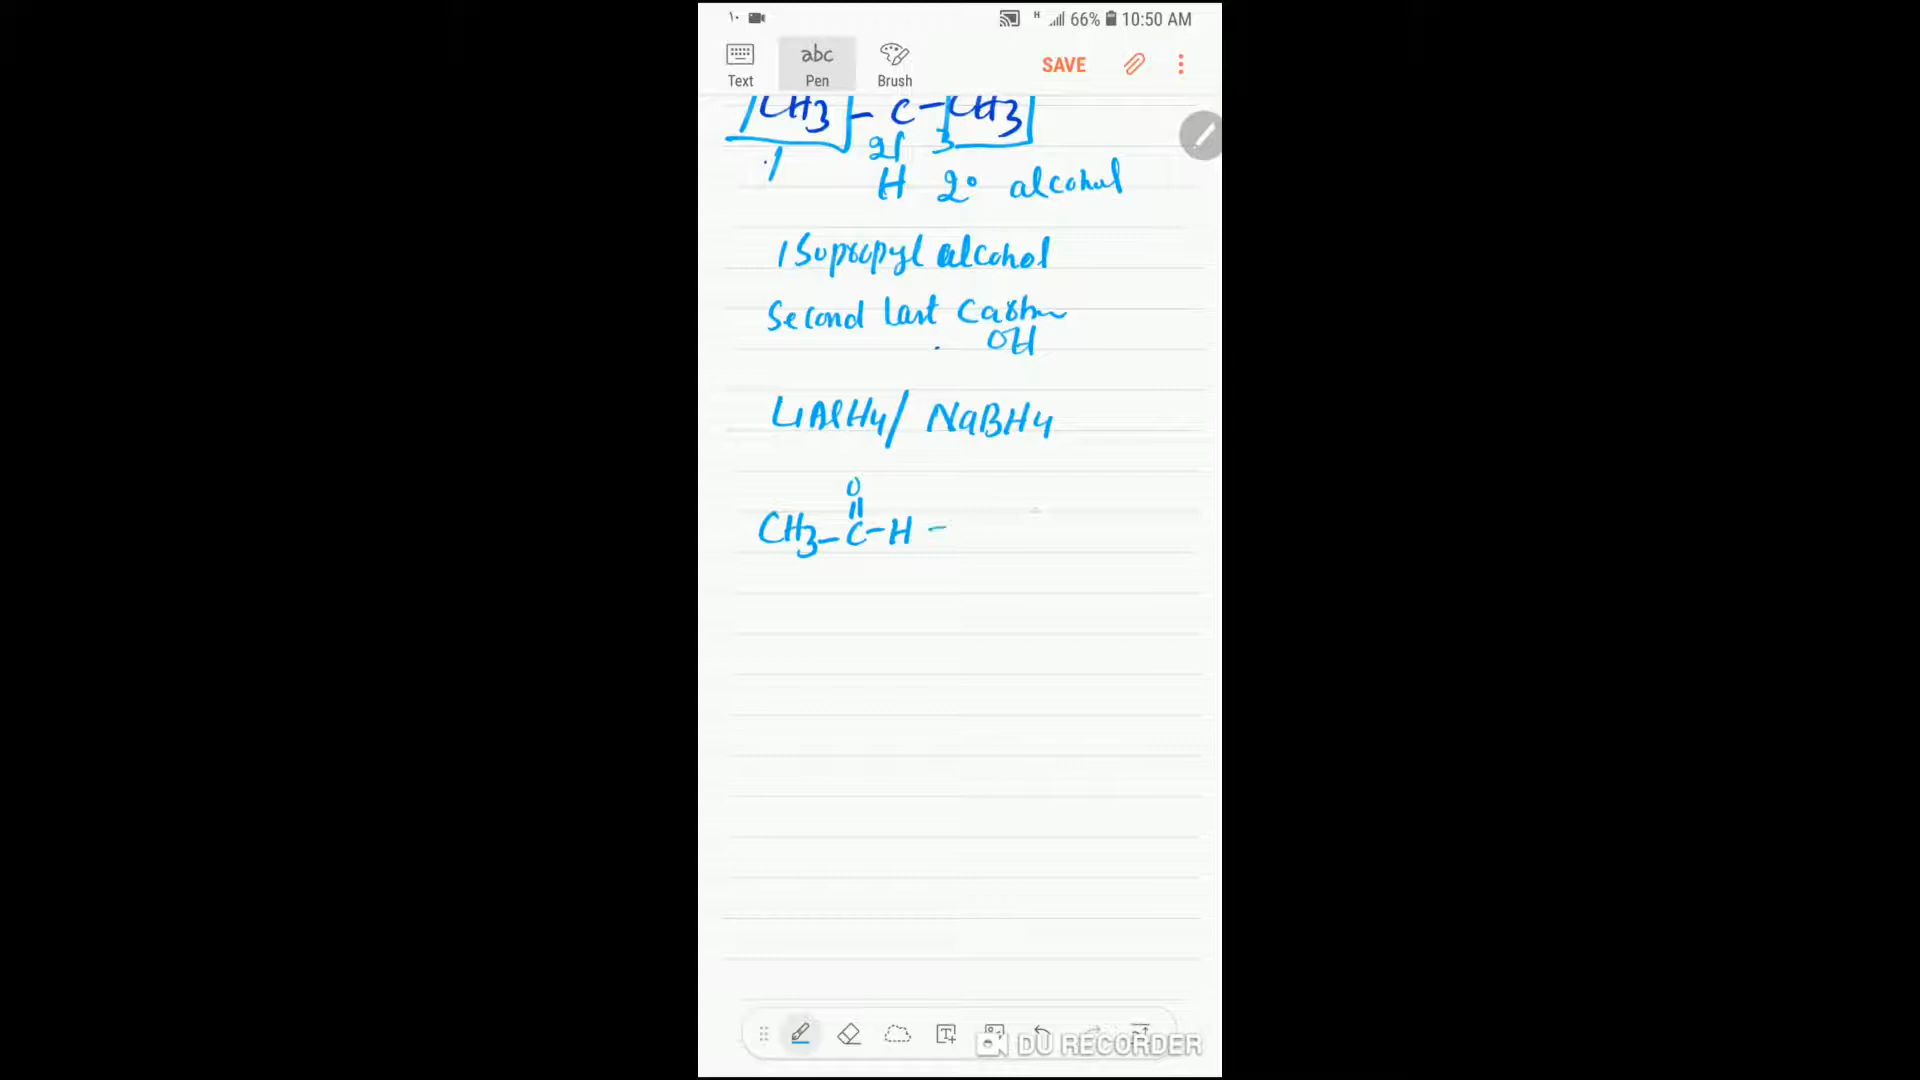 ١٠ H 66% 10:50 AM
Text abc Pen Brush SAVE
CH3 - C - CH3
1 2 3
H 2° alcohol
Isopropyl alcohol
Second last Carbon
OH
LiAlH4/ NaBH4
O
CH3-C-H -
DU RECORDER